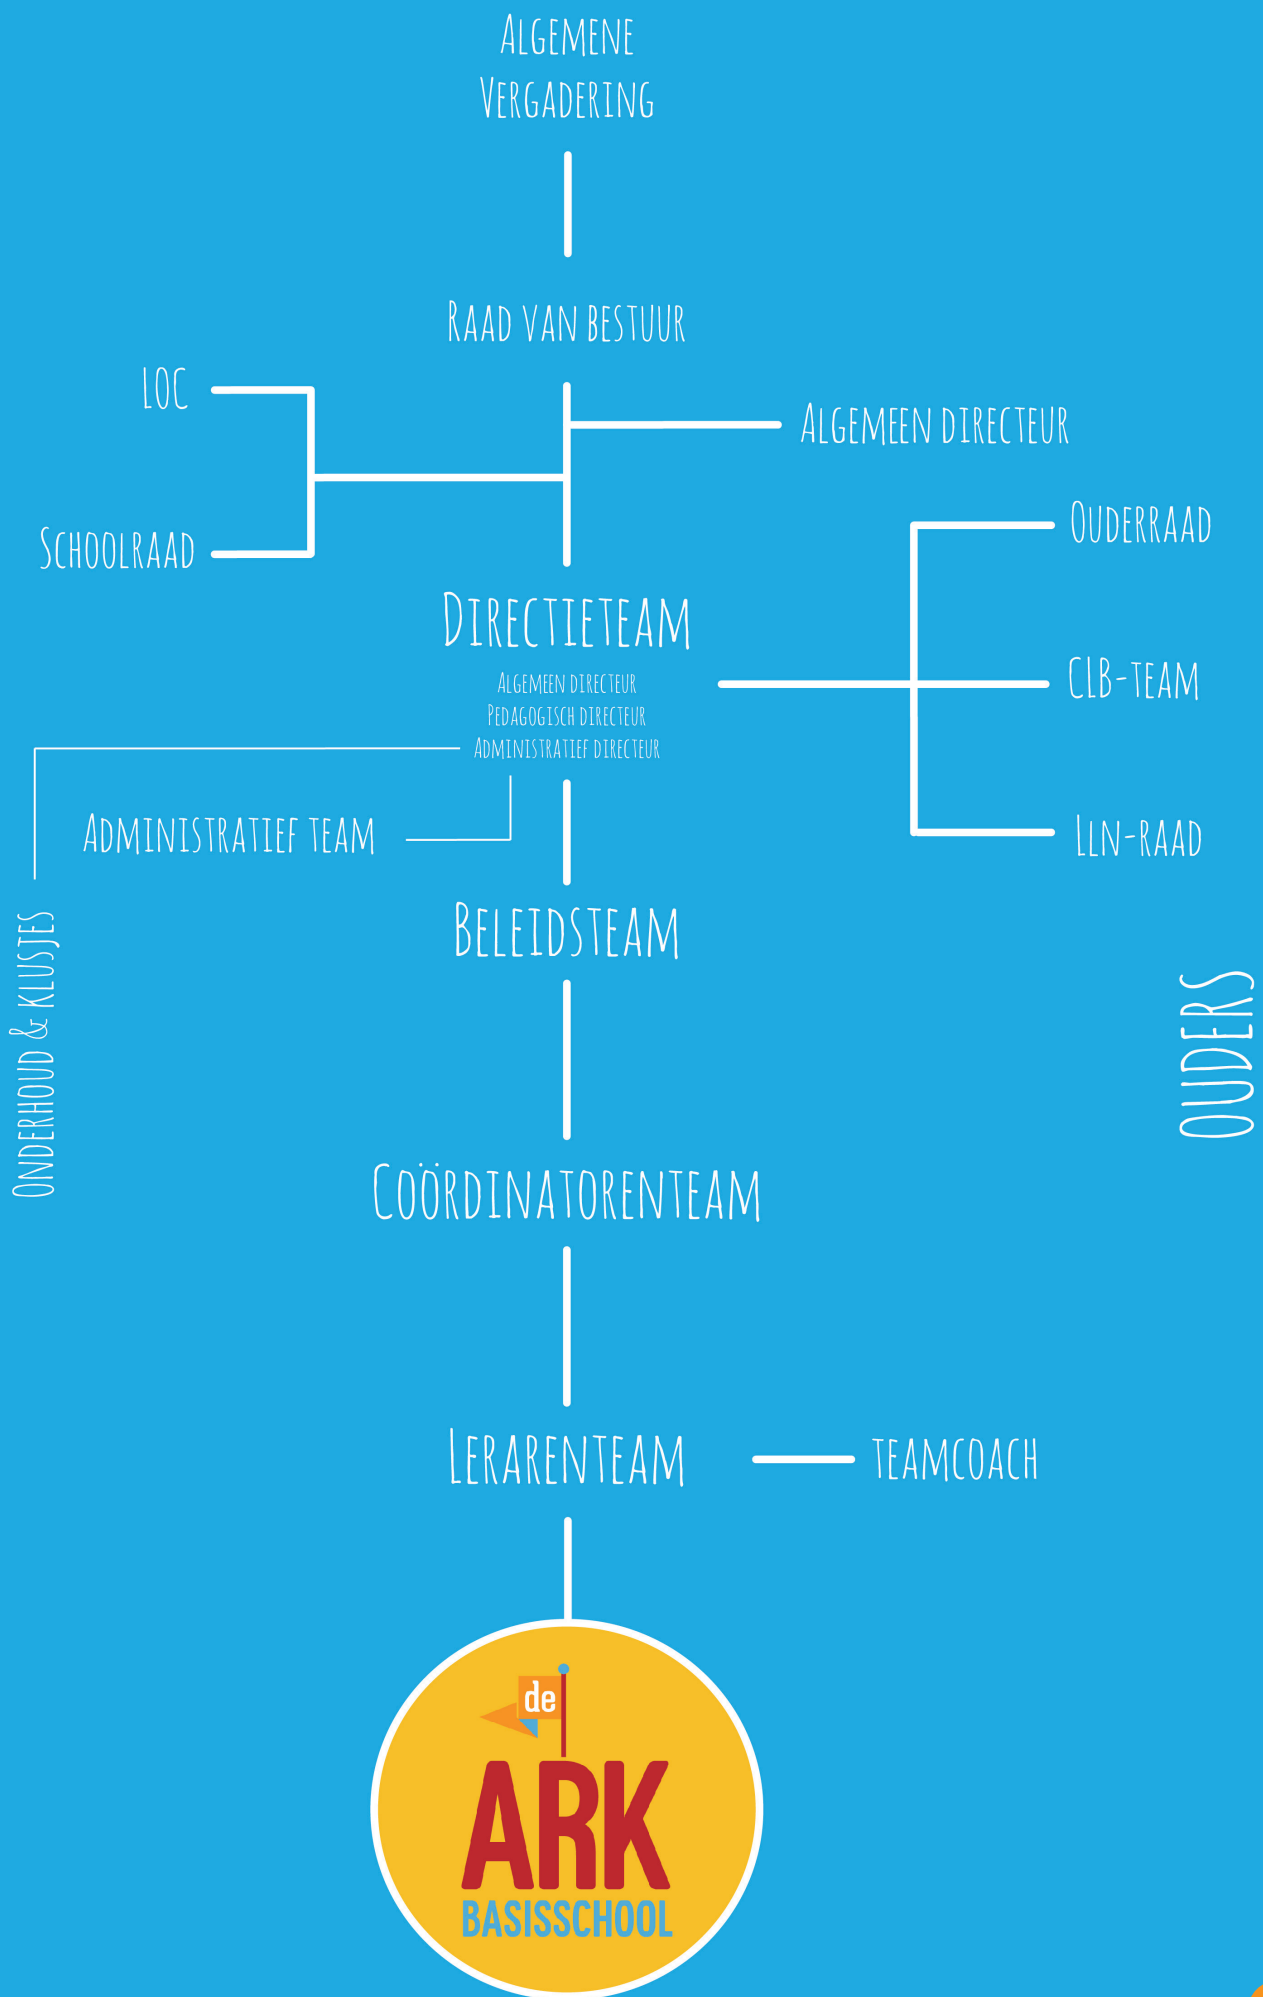 Algemene
Vergadering
Raad van bestuur
LOC
Algemeen directeur
Schoolraad
Ouderraad
Directieteam
Algemeen directeur
Pedagogisch directeur
Administratief directeur
CLB-team
Administratief team
Lln-raad
Beleidsteam
Onderhoud & klusjes
OUDERS
Coördinatorenteam
Lerarenteam
teamcoach
de
ARK
BASISSCHOOL